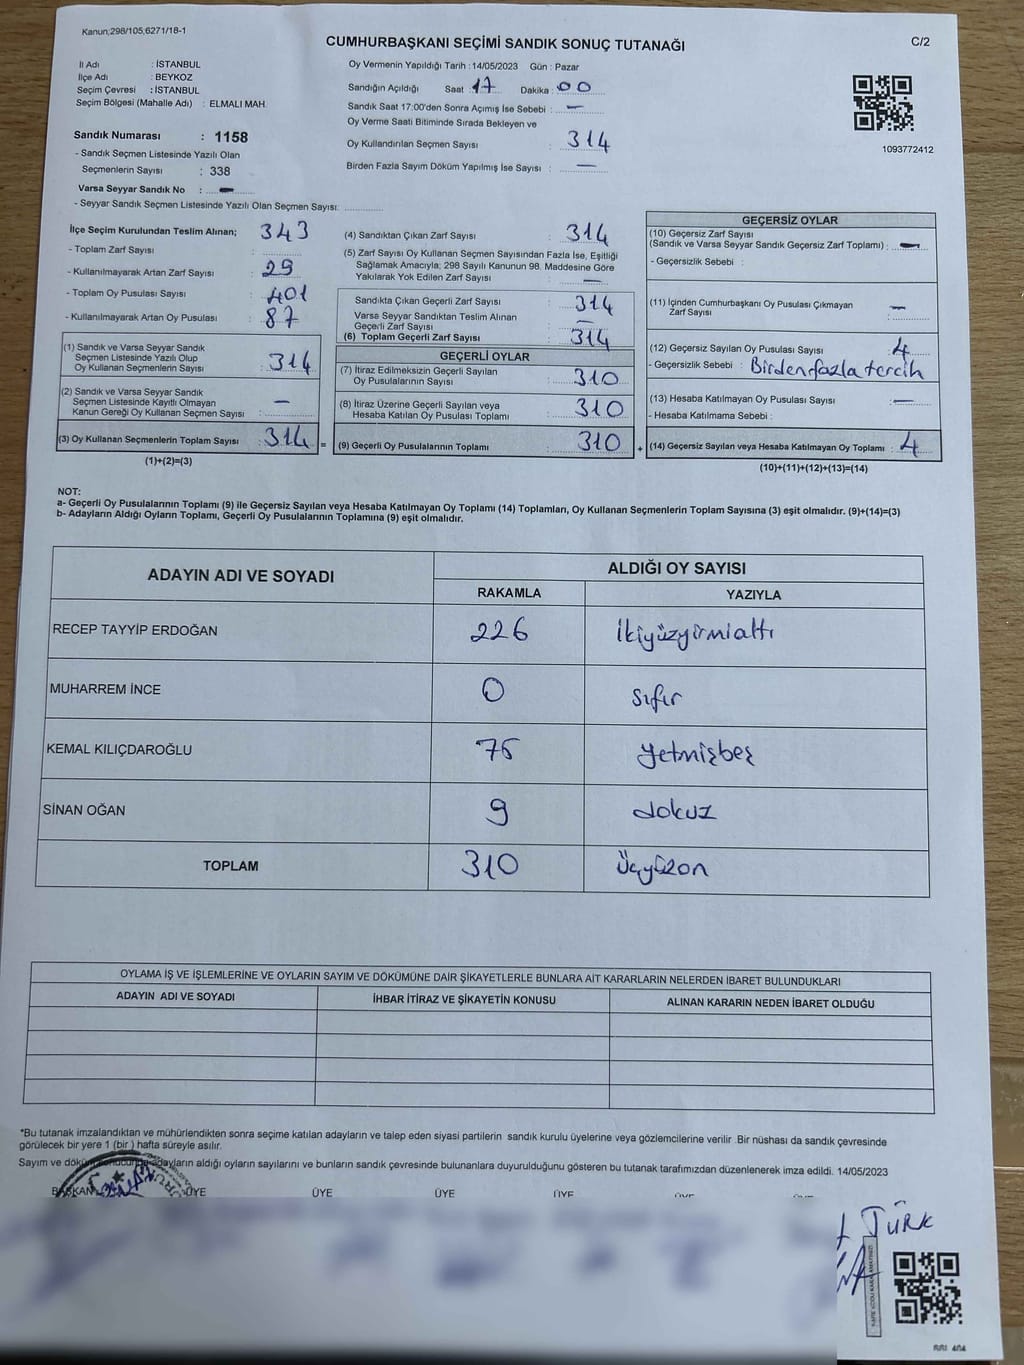 Kanun;298/105,6271/18-1
C/2
CUMHURBAŞKANI SEÇİMİ SANDIK SONUÇ TUTANAĞI
İl Adı : İSTANBUL
İlçe Adı : BEYKOZ
Seçim Çevresi : İSTANBUL
Seçim Bölgesi (Mahalle Adı) : ELMALI MAH.
Sandık Numarası : 1158
- Sandık Seçmen Listesinde Yazılı Olan
Seçmenlerin Sayısı : 338
Varsa Seyyar Sandık No : –
- Seyyar Sandık Seçmen Listesinde Yazılı Olan Seçmen Sayısı:
Oy Vermenin Yapıldığı Tarih : 14/05/2023 Gün : Pazar
Sandığın Açıldığı Saat : 17 Dakika : 00
Sandık Saat 17:00'den Sonra Açımış İse Sebebi : –
Oy Verme Saati Bitiminde Sırada Bekleyen ve
Oy Kullandırılan Seçmen Sayısı : 314
Birden Fazla Sayım Döküm Yapılmış İse Sayısı : –
1093772412
İlçe Seçim Kurulundan Teslim Alınan; 343
- Toplam Zarf Sayısı :
- Kullanılmayarak Artan Zarf Sayısı : 29
- Toplam Oy Pusulası Sayısı : 401
- Kullanılmayarak Artan Oy Pusulası : 87
(1) Sandık ve Varsa Seyyar Sandık
Seçmen Listesinde Yazılı Olup
Oy Kullanan Seçmenlerin Sayısı : 314
(2) Sandık ve Varsa Seyyar Sandık
Seçmen Listesinde Kayıtlı Olmayan
Kanun Gereği Oy Kullanan Seçmen Sayısı : –
(3) Oy Kullanan Seçmenlerin Toplam Sayısı : 314 =
(1)+(2)=(3)
(4) Sandıktan Çıkan Zarf Sayısı : 314
(5) Zarf Sayısı Oy Kullanan Seçmen Sayısından Fazla İse, Eşitliği
Sağlamak Amacıyla; 298 Sayılı Kanunun 98. Maddesine Göre
Yakılarak Yok Edilen Zarf Sayısı : –
Sandıkta Çıkan Geçerli Zarf Sayısı : 314
Varsa Seyyar Sandıktan Teslim Alınan
Geçerli Zarf Sayısı : –
(6) Toplam Geçerli Zarf Sayısı : 314
GEÇERLİ OYLAR
(7) İtiraz Edilmeksizin Geçerli Sayılan
Oy Pusulalarının Sayısı : 310
(8) İtiraz Üzerine Geçerli Sayılan veya
Hesaba Katılan Oy Pusulası Toplamı : 310
(9) Geçerli Oy Pusulalarının Toplamı : 310 +
GEÇERSİZ OYLAR
(10) Geçersiz Zarf Sayısı
(Sandık ve Varsa Seyyar Sandık Geçersiz Zarf Toplamı) : –
- Geçersizlik Sebebi :
(11) İçinden Cumhurbaşkanı Oy Pusulası Çıkmayan
Zarf Sayısı : –
(12) Geçersiz Sayılan Oy Pusulası Sayısı : 4
- Geçersizlik Sebebi : Birden fazla tercih
(13) Hesaba Katılmayan Oy Pusulası Sayısı : –
- Hesaba Katılmama Sebebi :
(14) Geçersiz Sayılan veya Hesaba Katılmayan Oy Toplamı : 4
(10)+(11)+(12)+(13)=(14)
NOT:
a- Geçerli Oy Pusulalarının Toplamı (9) ile Geçersiz Sayılan veya Hesaba Katılmayan Oy Toplamı (14) Toplamları, Oy Kullanan Seçmenlerin Toplam Sayısına (3) eşit olmalıdır. (9)+(14)=(3)
b- Adayların Aldığı Oyların Toplamı, Geçerli Oy Pusulalarının Toplamına (9) eşit olmalıdır.
ADAYIN ADI VE SOYADI ALDIĞI OY SAYISI
RAKAMLA YAZIYLA
RECEP TAYYİP ERDOĞAN 226 İkiyüzyirmialtı
MUHARREM İNCE 0 sıfır
KEMAL KILIÇDAROĞLU 75 yetmişbeş
SİNAN OĞAN 9 dokuz
TOPLAM 310 Üçyüzon
OYLAMA İŞ VE İŞLEMLERİNE VE OYLARIN SAYIM VE DÖKÜMÜNE DAİR ŞİKAYETLERLE BUNLARA AİT KARARLARIN NELERDEN İBARET BULUNDUKLARI
ADAYIN ADI VE SOYADI İHBAR İTİRAZ VE ŞİKAYETİN KONUSU ALINAN KARARIN NEDEN İBARET OLDUĞU
*Bu tutanak imzalandıktan ve mühürlendikten sonra seçime katılan adayların ve talep eden siyasi partilerin sandık kurulu üyelerine veya gözlemcilerine verilir. Bir nüshası da sandık çevresinde
görülecek bir yere 1 (bir ) hafta süreyle asılır.
Sayım ve döküm sonucunda adayların aldığı oyların sayılarını ve bunların sandık çevresinde bulunanlara duyurulduğunu gösteren bu tutanak tarafımızdan düzenlenerek imza edildi. 14/05/2023
BAŞKAN ÜYE ÜYE ÜYE ÜYE ÜYE
TÜRK